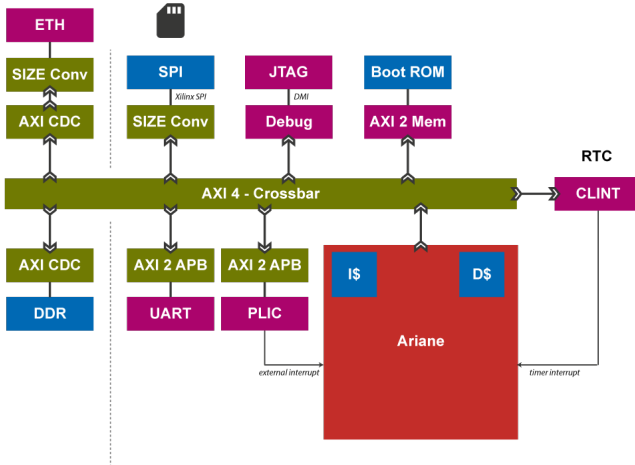 ETH
SIZE Conv
AXI CDC
SPI
Xilinx SPI
SIZE Conv
JTAG
DMI
Debug
Boot ROM
AXI 2 Mem
RTC
CLINT
AXI 4 - Crossbar
AXI CDC
DDR
AXI 2 APB
UART
AXI 2 APB
PLIC
I$
D$
Ariane
external interrupt
timer interrupt